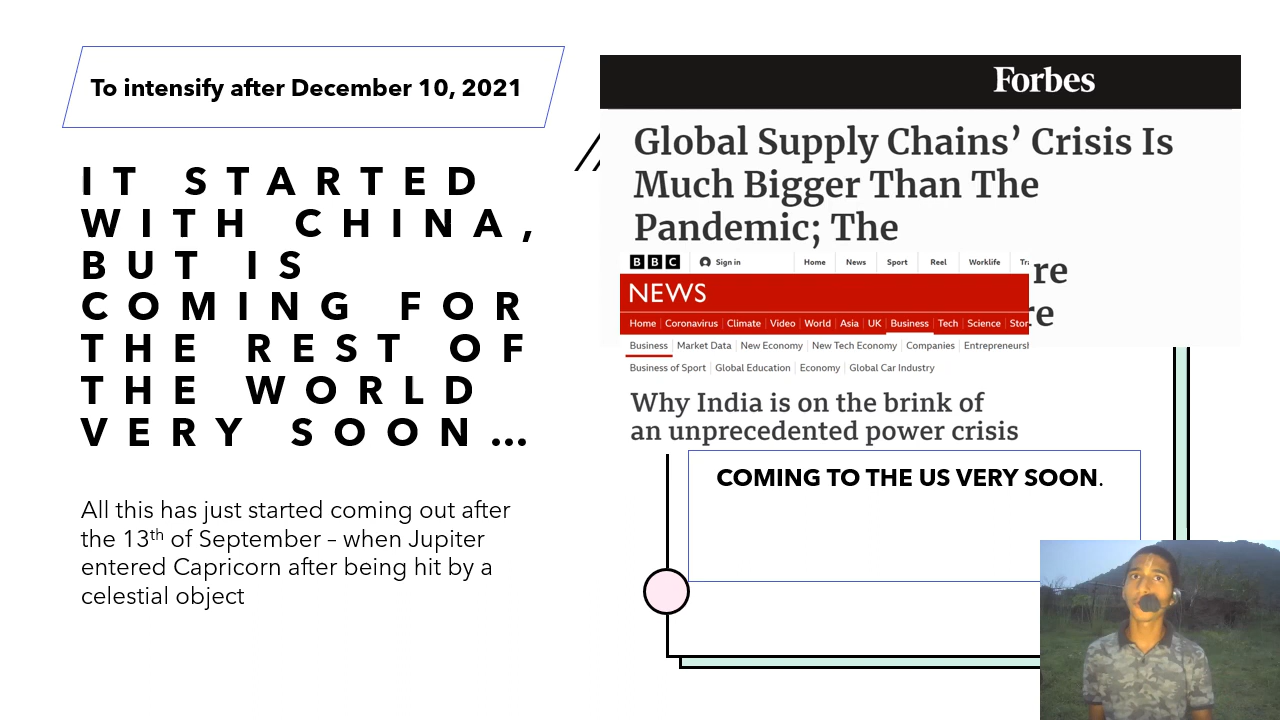 To intensify after December 10, 2021
IT STARTED
WITH CHINA,
BUT IS
COMING FOR
THE REST OF
THE WORLD
VERY SOON…
All this has just started coming out after
the 13th of September – when Jupiter
entered Capricorn after being hit by a
celestial object
Forbes
Global Supply Chains’ Crisis Is
Much Bigger Than The
Pandemic; The
re
e
BBC Sign in Home News Sport Reel Worklife Tr
NEWS
Home Coronavirus Climate Video World Asia UK Business Tech Science Stor
Business Market Data New Economy New Tech Economy Companies Entrepreneursh
Business of Sport Global Education Economy Global Car Industry
Why India is on the brink of
an unprecedented power crisis
COMING TO THE US VERY SOON.